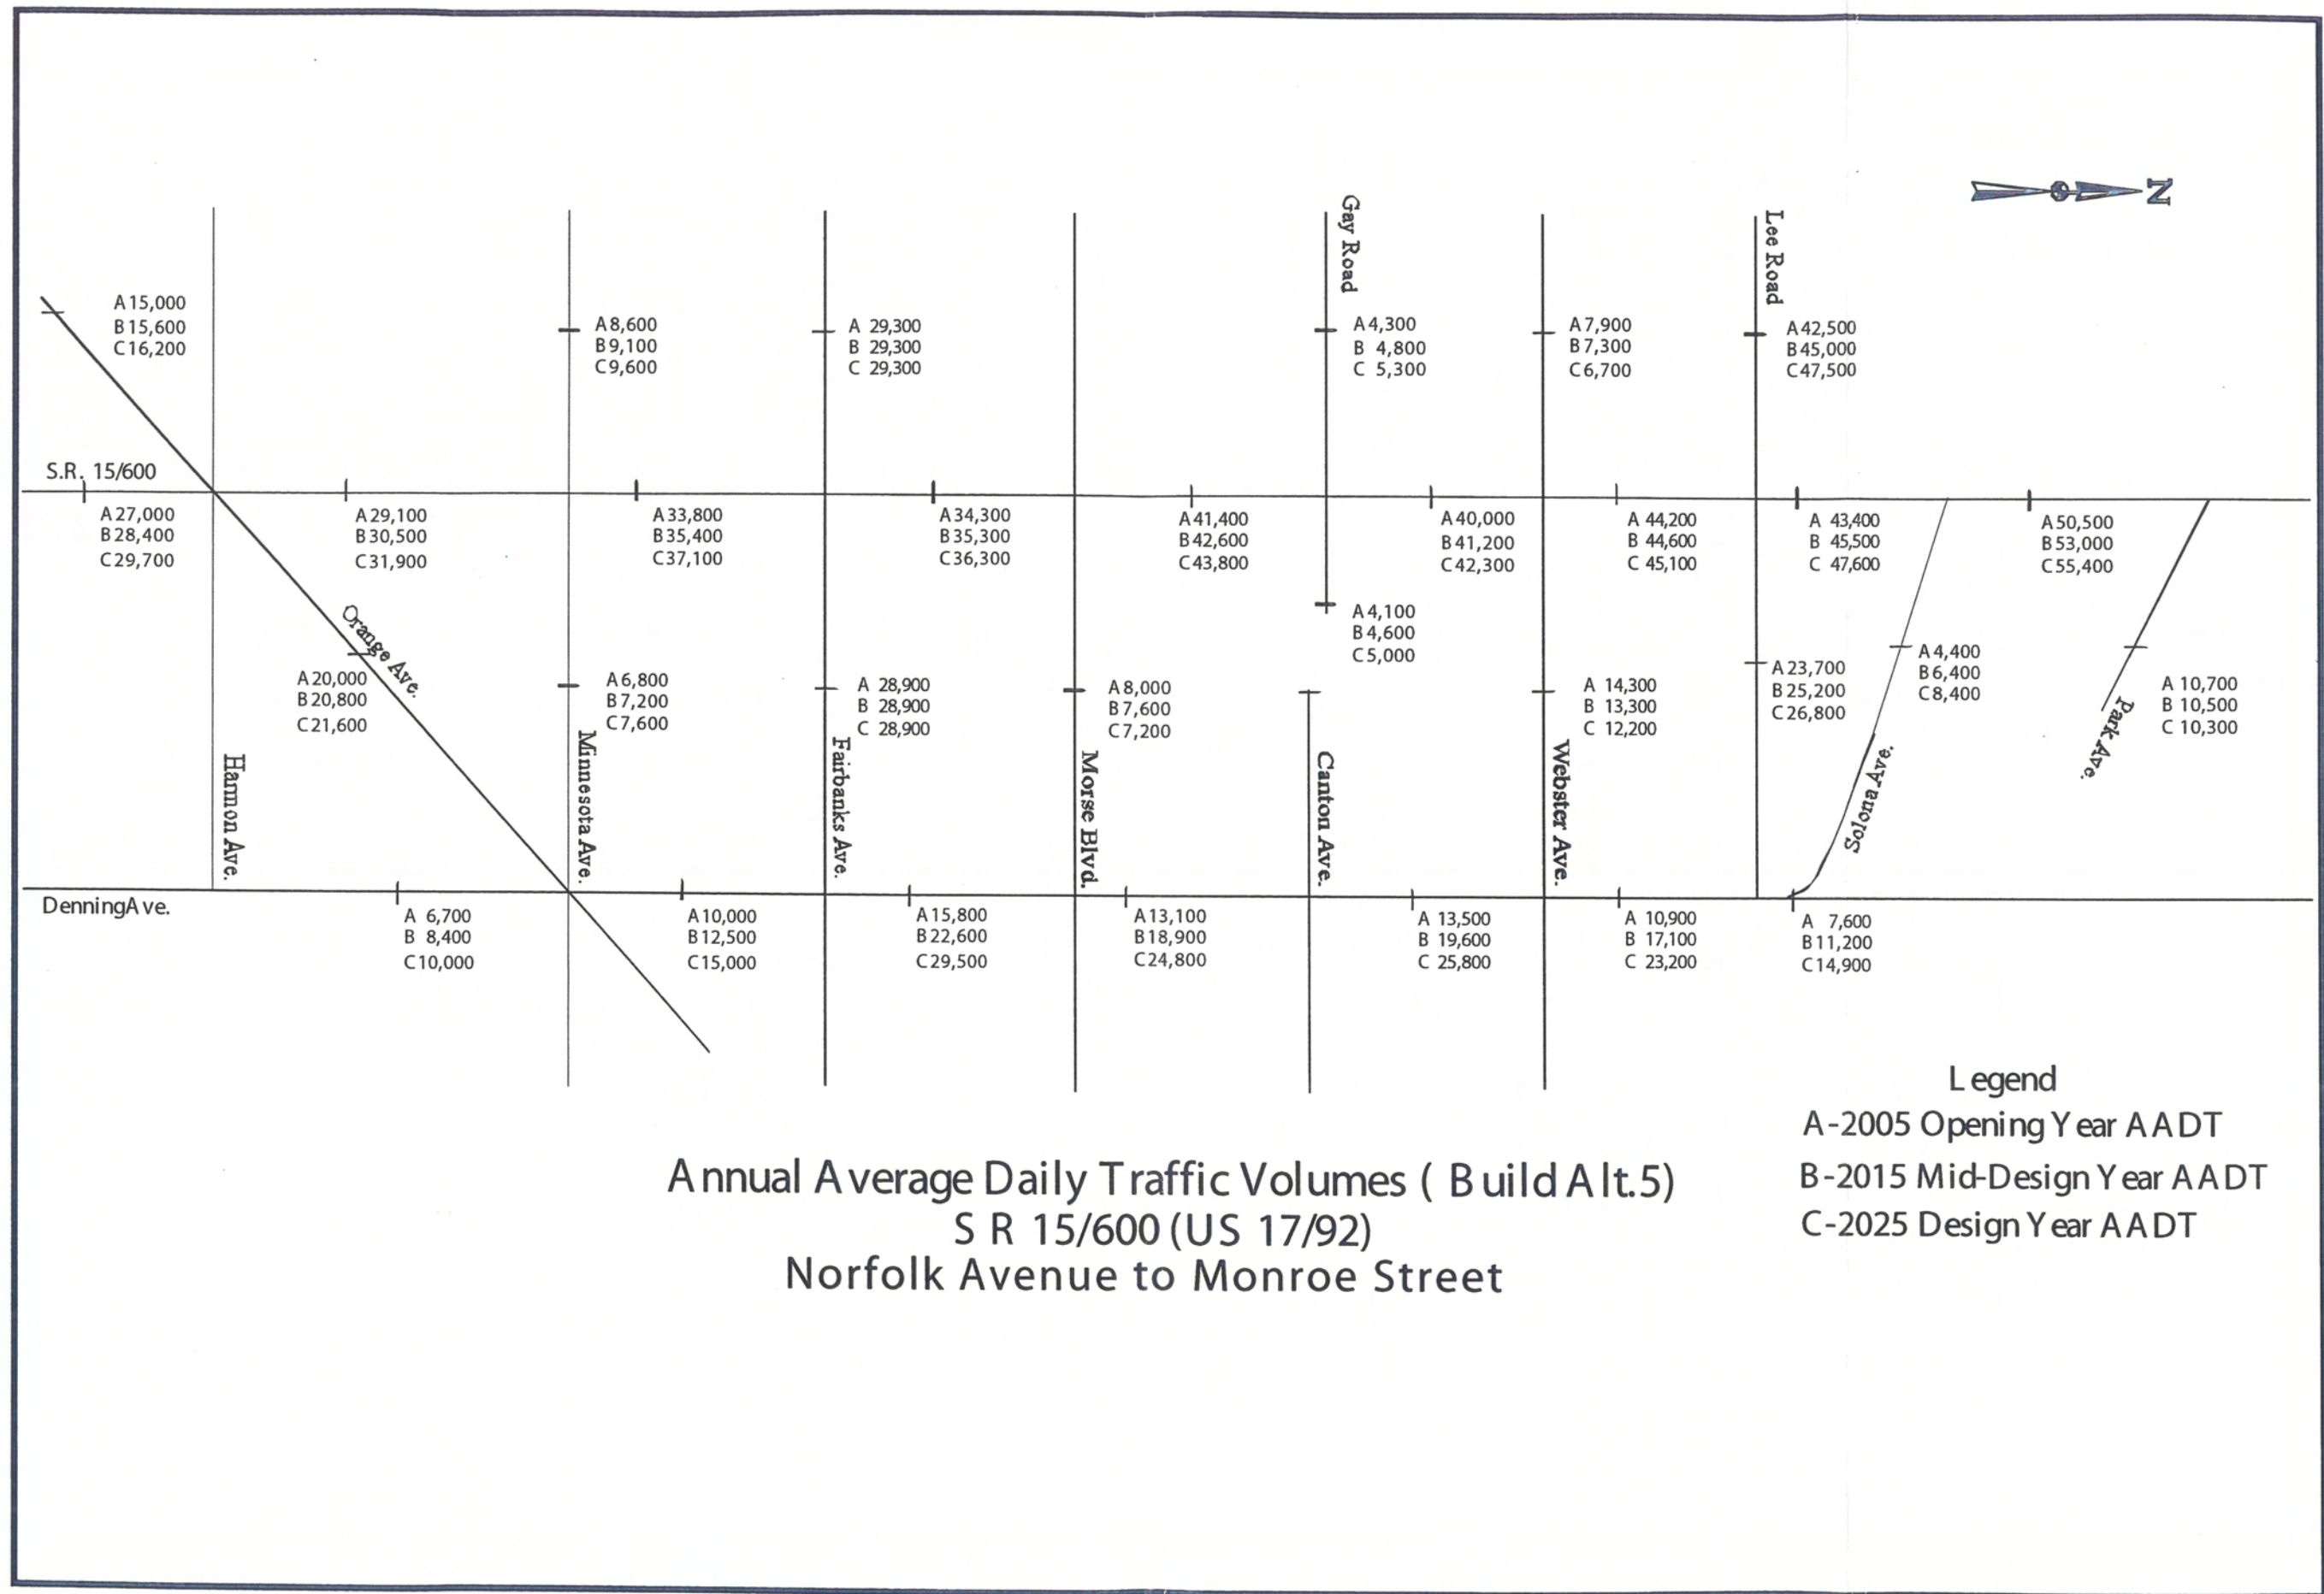 N
Gay Road
Lee Road
A 15,000
B 15,600
C 16,200
A 8,600
B 9,100
C 9,600
A 29,300
B 29,300
C 29,300
A 4,300
B 4,800
C 5,300
A 7,900
B 7,300
C 6,700
A 42,500
B 45,000
C 47,500
S.R. 15/600
A 27,000
B 28,400
C 29,700
A 29,100
B 30,500
C 31,900
A 33,800
B 35,400
C 37,100
A 34,300
B 35,300
C 36,300
A 41,400
B 42,600
C 43,800
A 40,000
B 41,200
C 42,300
A 44,200
B 44,600
C 45,100
A 43,400
B 45,500
C 47,600
A 50,500
B 53,000
C 55,400
Orange Ave.
A 20,000
B 20,800
C 21,600
A 6,800
B 7,200
C 7,600
A 28,900
B 28,900
C 28,900
A 8,000
B 7,600
C 7,200
A 4,100
B 4,600
C 5,000
A 14,300
B 13,300
C 12,200
A 23,700
B 25,200
C 26,800
A 4,400
B 6,400
C 8,400
A 10,700
B 10,500
C 10,300
Harmon Ave.
Minnesota Ave.
Fairbanks Ave.
Morse Blvd.
Canton Ave.
Webster Ave.
Solona Ave.
Park Ave.
Denning Ave.
A 6,700
B 8,400
C 10,000
A 10,000
B 12,500
C 15,000
A 15,800
B 22,600
C 29,500
A 13,100
B 18,900
C 24,800
A 13,500
B 19,600
C 25,800
A 10,900
B 17,100
C 23,200
A 7,600
B 11,200
C 14,900
Legend
A-2005 Opening Year AADT
B-2015 Mid-Design Year AADT
C-2025 Design Year AADT
Annual Average Daily Traffic Volumes ( Build Alt.5)
S R 15/600 (US 17/92)
Norfolk Avenue to Monroe Street